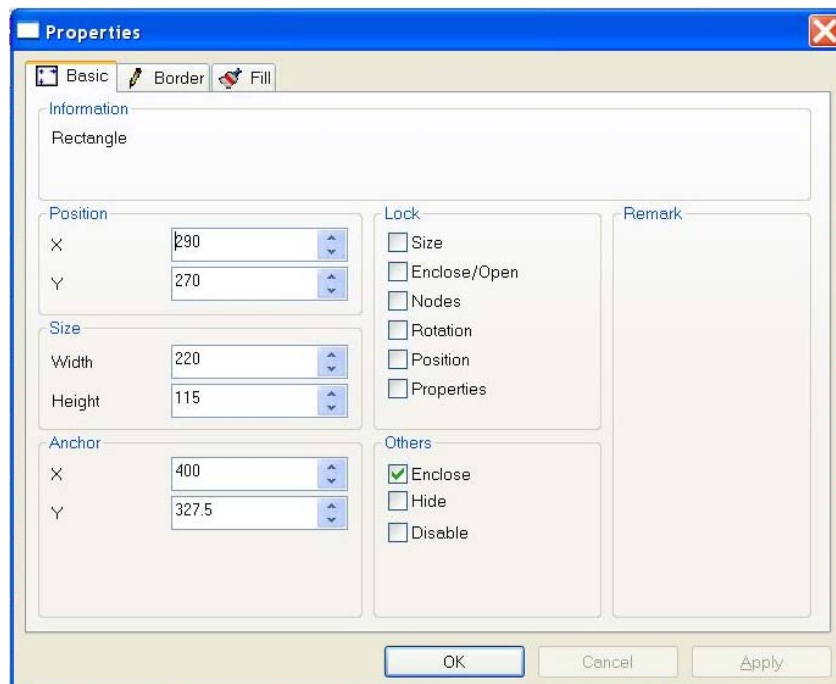 Properties
Basic Border Fill
Information
Rectangle
Position
X 290
Y 270
Size
Width 220
Height 115
Anchor
X 400
Y 327.5
Lock
Size
Enclose/Open
Nodes
Rotation
Position
Properties
Others
Enclose
Hide
Disable
Remark
OK Cancel Apply